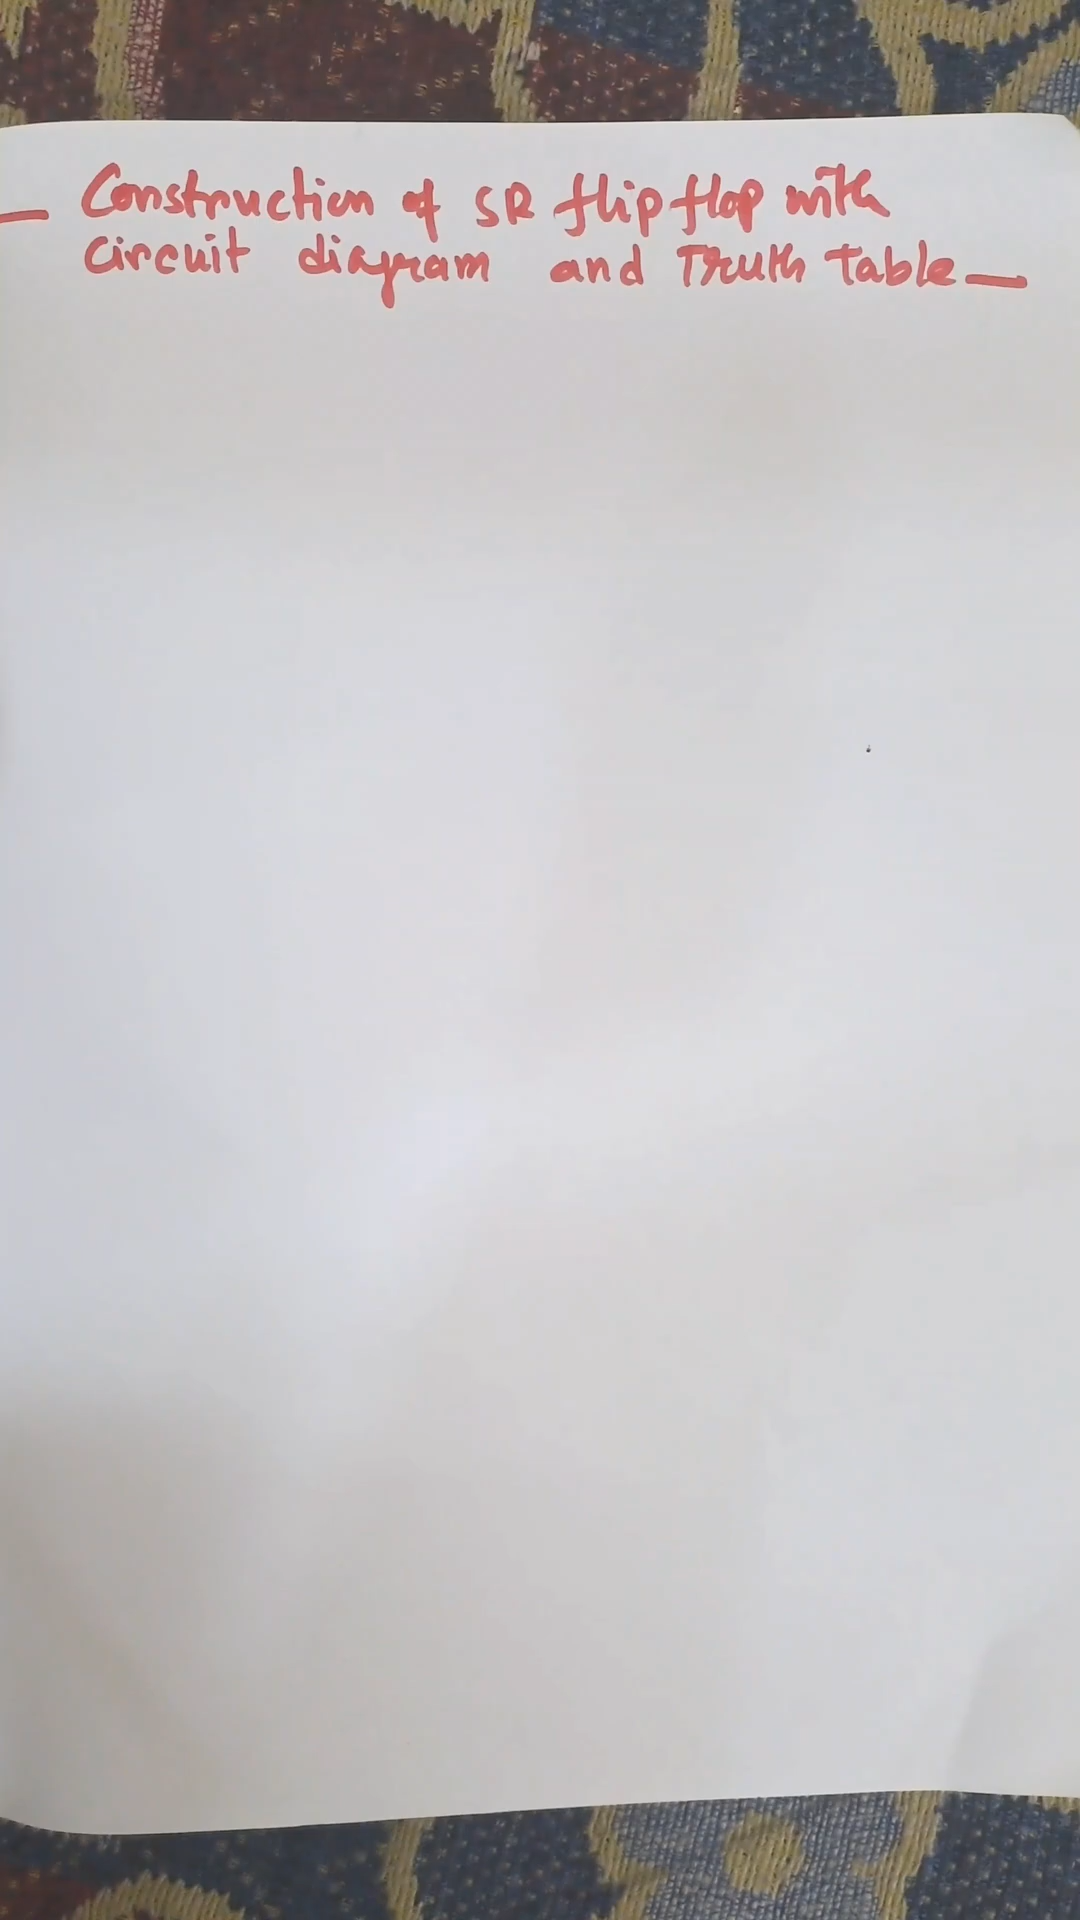 - Construction of SR flip flop with
circuit diagram and Truth table -